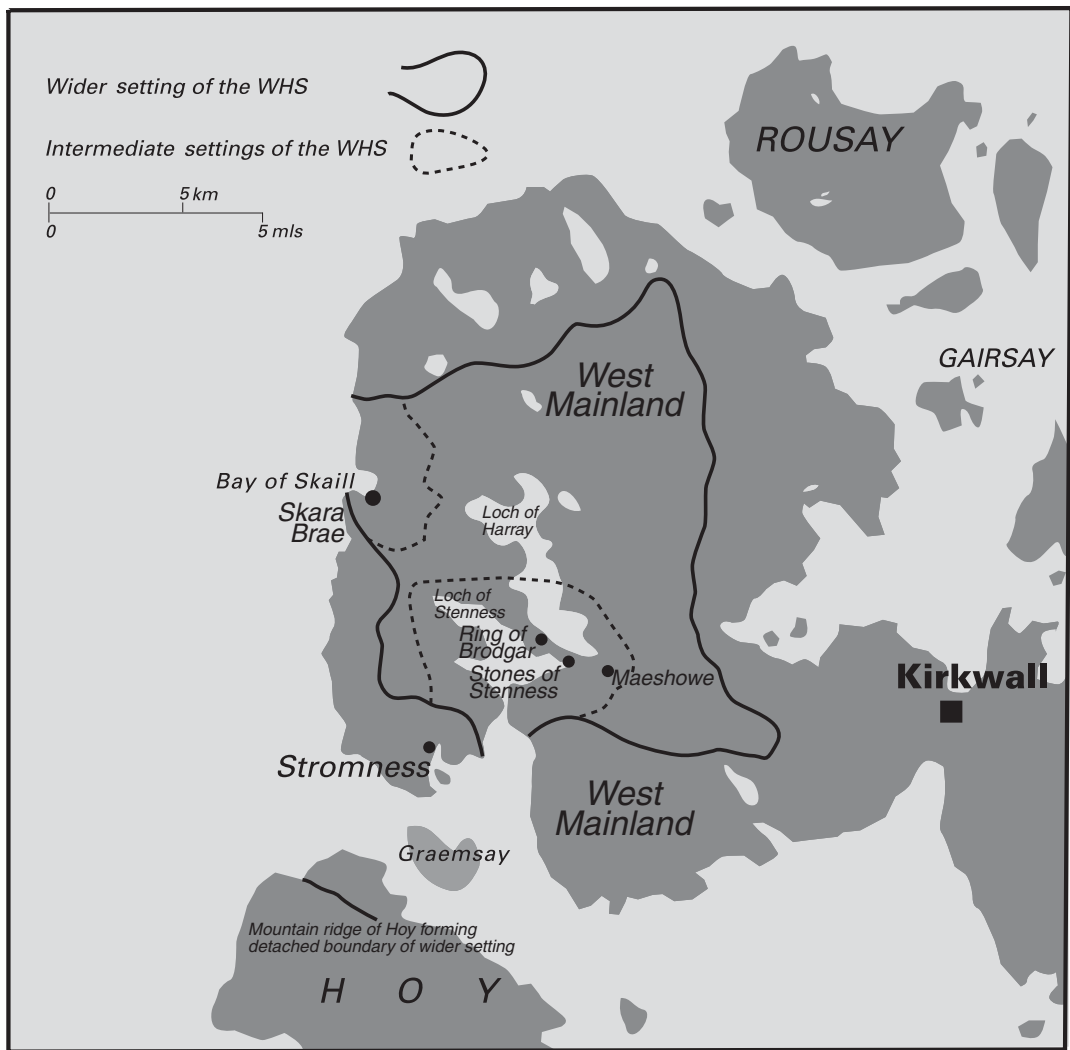 Wider setting of the WHS
Intermediate settings of the WHS
0 5 km
0 5 mls
ROUSAY
GAIRSAY
West
Mainland
Bay of Skaill
Skara
Brae
Loch of
Harray
Loch of
Stenness
Ring of
Brodgar
Stones of
Stenness
Maeshowe
Kirkwall
Stromness
West
Mainland
Graemsay
Mountain ridge of Hoy forming
detached boundary of wider setting
H O Y